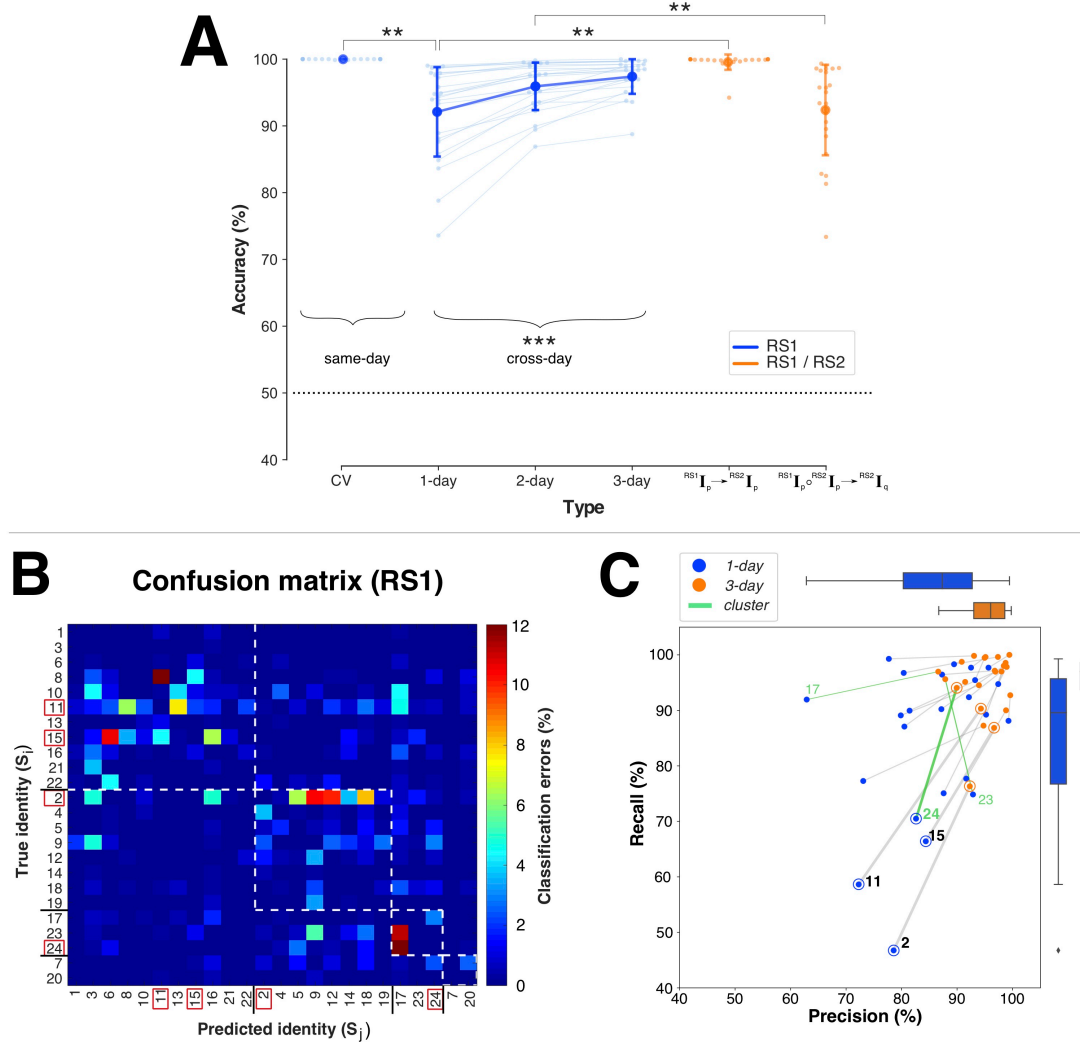 A
**
**
**
100
90
80
70
60
50
40
Accuracy (%)
same-day
***
cross-day
RS1
RS1 / RS2
CV
1-day
2-day
3-day
RS1Ip→RS2Ip
RS1Ip∘RS2Ip→RS2Iq
Type
B
Confusion matrix (RS1)
True identity (Si)
1
3
6
8
10
11
13
15
16
21
22
2
4
5
9
12
14
18
19
17
23
24
7
20
1 3 6 8 10 11 13 15 16 21 22 2 4 5 9 12 14 18 19 17 24 7 20
Predicted identity (Sj)
12
10
8
6
4
2
0
Classification errors (%)
C
1-day
3-day
cluster
100
90
80
70
60
50
40
Recall (%)
17
23
24
15
11
2
40 50 60 70 80 90 100
Precision (%)